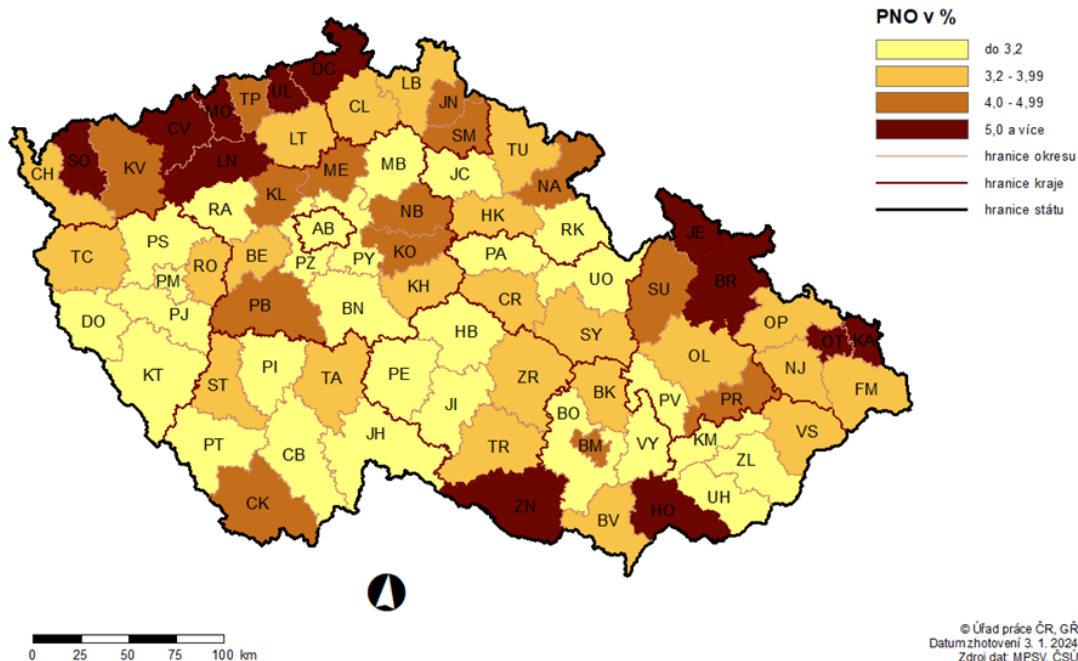 PNO v %
do 3,2
3,2 - 3,99
4,0 - 4,99
5,0 a více
hranice okresu
hranice kraje
hranice státu
DC
LB
UL
TP
MO
CL
JN
CV
LT
SM
TU
SO
KV
LN
ME
MB
JC
CH
NA
KL
RA
NB
HK
AB
RK
PS
KO
JE
TC
RO
BE
PZ
PY
PA
PM
KH
UO
SU
BR
PB
BN
CR
PJ
OP
DO
HB
SY
OT
KA
OL
KT
ST
PI
TA
PE
ZR
NJ
FM
JI
BK
PV
PR
BO
PT
CB
JH
TR
BM
VY
KM
VS
ZL
CK
ZN
HO
UH
BV
0 25 50 75 100 km
© Úřad práce ČR, GŘ
Datum zhotovení 3. 1. 2024
Zdroj dat: MPSV, ČSÚ